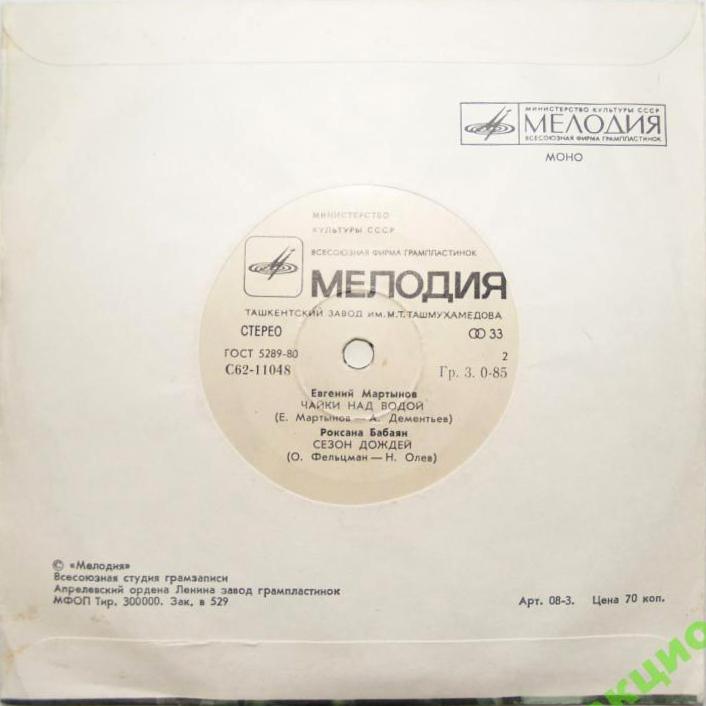 МИНИСТЕРСТВО КУЛЬТУРЫ СССР
МЕЛОДИЯ
ВСЕСОЮЗНАЯ ФИРМА ГРАМПЛАСТИНОК
МОНО
МИНИСТЕРСТВО
КУЛЬТУРЫ СССР
ВСЕСОЮЗНАЯ ФИРМА ГРАМПЛАСТИНОК
МЕЛОДИЯ
ТАШКЕНТСКИЙ ЗАВОД ИМ. М.Т. ТАШМУХАМЕДОВА
СТЕРЕО 33
ГОСТ 5289-80 2
С62-11048 Гр. 3. 0-85
Евгений Мартынов
ЧАЙКИ НАД ВОДОЙ
(Е. Мартынов — А. Дементьев)
Роксана Бабаян
СЕЗОН ДОЖДЕЙ
(О. Фельцман — Н. Олев)
© «Мелодия»
Всесоюзная студия грамзаписи
Апрелевский ордена Ленина завод грампластинок
МФОП Тир. 300000. Зак. в 529 Арт. 08-3. Цена 70 коп.